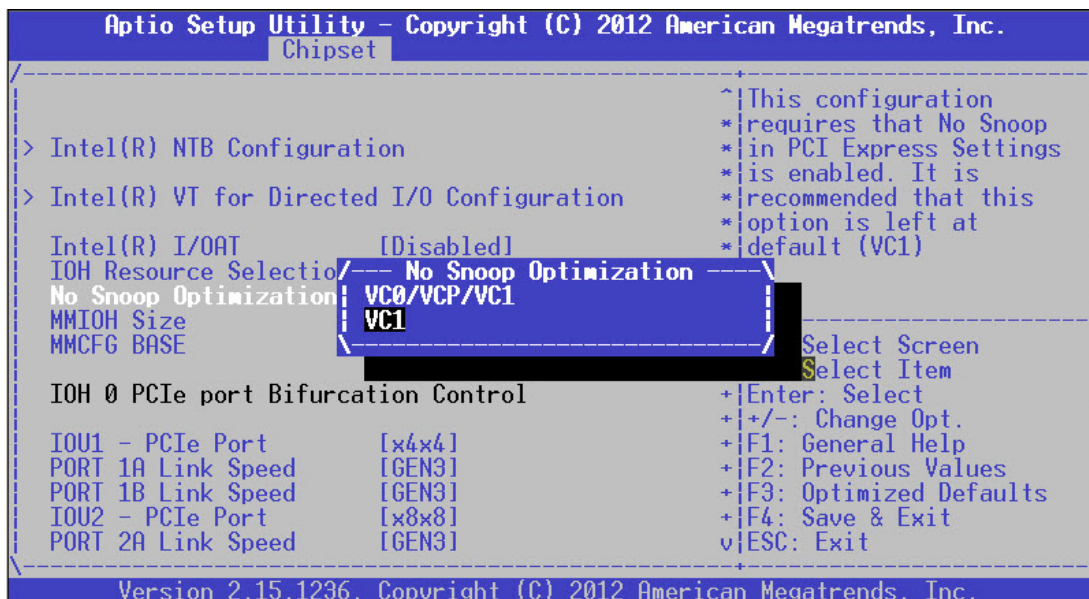 Aptio Setup Utility - Copyright (C) 2012 American Megatrends, Inc.
Chipset
> Intel(R) NTB Configuration
> Intel(R) VT for Directed I/O Configuration
Intel(R) I/OAT [Disabled]
IOH Resource Selectio
No Snoop Optimization
MMIOH Size
MMCFG BASE
IOH 0 PCIe port Bifurcation Control
IOU1 - PCIe Port [x4x4]
PORT 1A Link Speed [GEN3]
PORT 1B Link Speed [GEN3]
IOU2 - PCIe Port [x8x8]
PORT 2A Link Speed [GEN3]
No Snoop Optimization
VC0/VCP/VC1
VC1
This configuration
requires that No Snoop
in PCI Express Settings
is enabled. It is
recommended that this
option is left at
default (VC1)
Select Screen
Select Item
Enter: Select
+/-: Change Opt.
F1: General Help
F2: Previous Values
F3: Optimized Defaults
F4: Save & Exit
ESC: Exit
Version 2.15.1236. Copyright (C) 2012 American Megatrends, Inc.